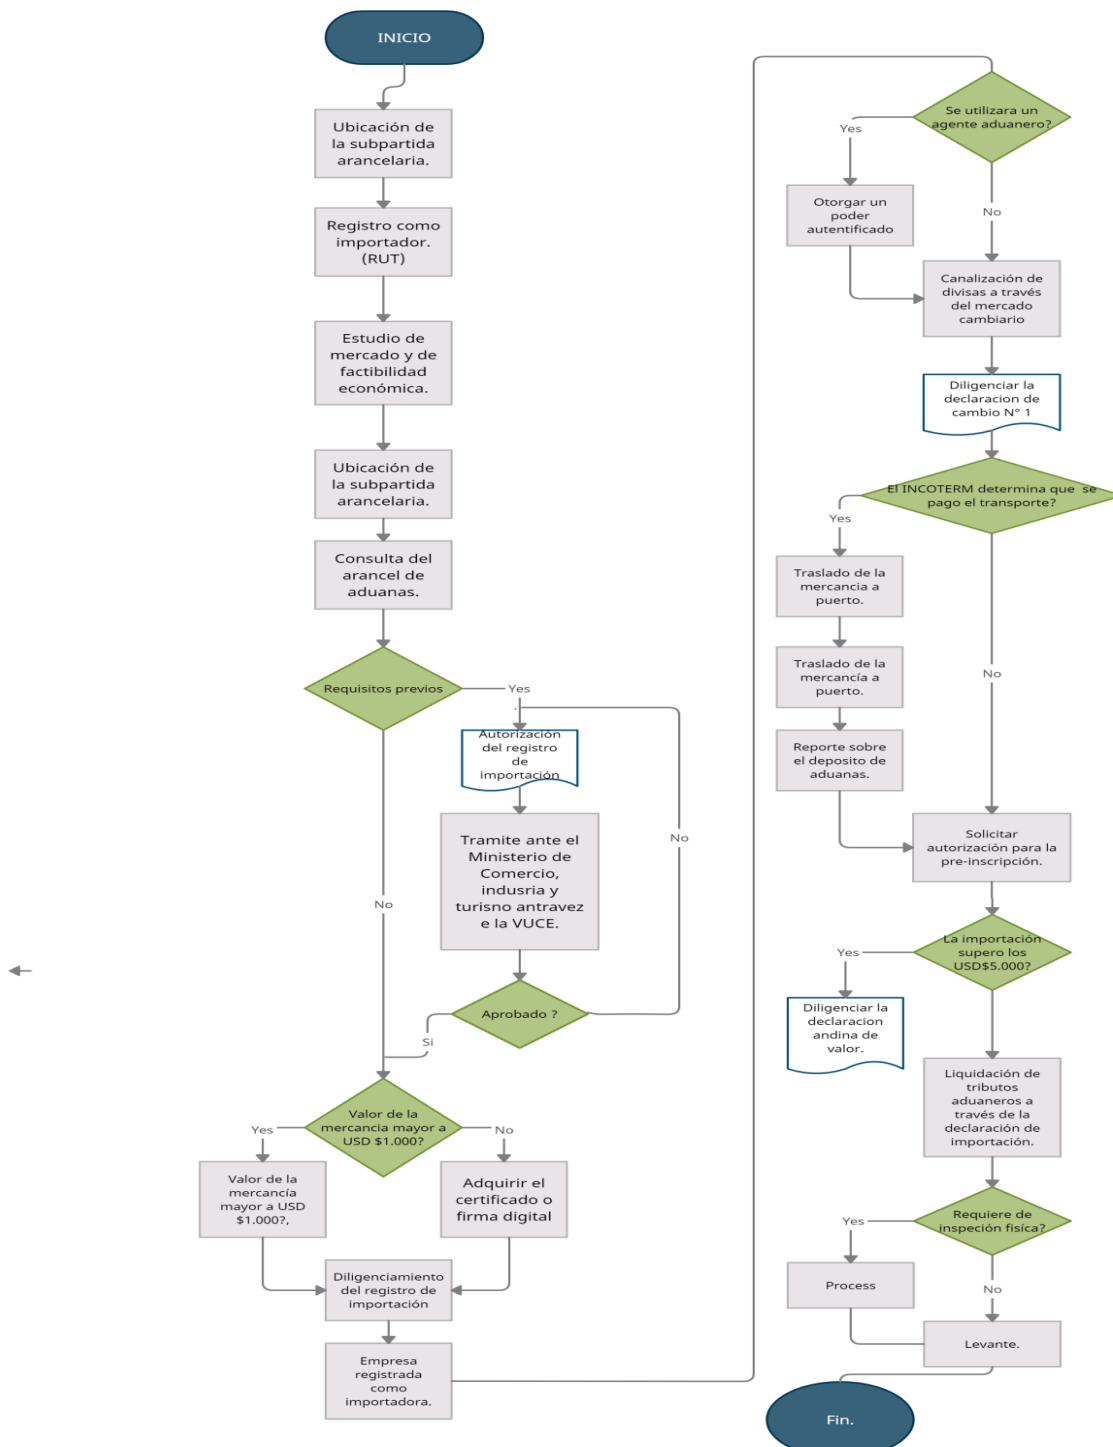 INICIO
Ubicación de
la subpartida
arancelaria.
Registro como
importador.
(RUT)
Estudio de
mercado y de
factibilidad
económica.
Ubicación de
la subpartida
arancelaria.
Consulta del
arancel de
aduanas.
Requisitos previos
Yes
.
Autorización
del registro
de
importación
Tramite ante el
Ministerio de
Comercio,
indusria y
turisno antravez
e la VUCE.
No
No
Aprobado ?
Si
Valor de la
mercancia mayor a
USD $1.000?
Yes
No
Valor de la
mercancía
mayor a USD
$1.000?,
Adquirir el
certificado o
firma digital
Diligenciamiento
del registro de
importación
Empresa
registrada
como
importadora.
Se utilizara un
agente aduanero?
Yes
Otorgar un
poder
autentificado
No
Canalización de
divisas a través
del mercado
cambiario
Diligenciar la
declaracion de
cambio N° 1
El INCOTERM determina que se
pago el transporte?
Yes
Traslado de la
mercancia a
puerto.
Traslado de la
mercancía a
puerto.
No
Reporte sobre
el deposito de
aduanas.
Solicitar
autorización para la
pre-inscripción.
La importación
supero los
USD$5.000?
Yes
Diligenciar la
declaracion
andina de
valor.
Liquidación de
tributos
aduaneros a
través de la
declaración de
importación.
Requiere de
inspeción fisíca?
Yes
Process
No
Levante.
Fin.